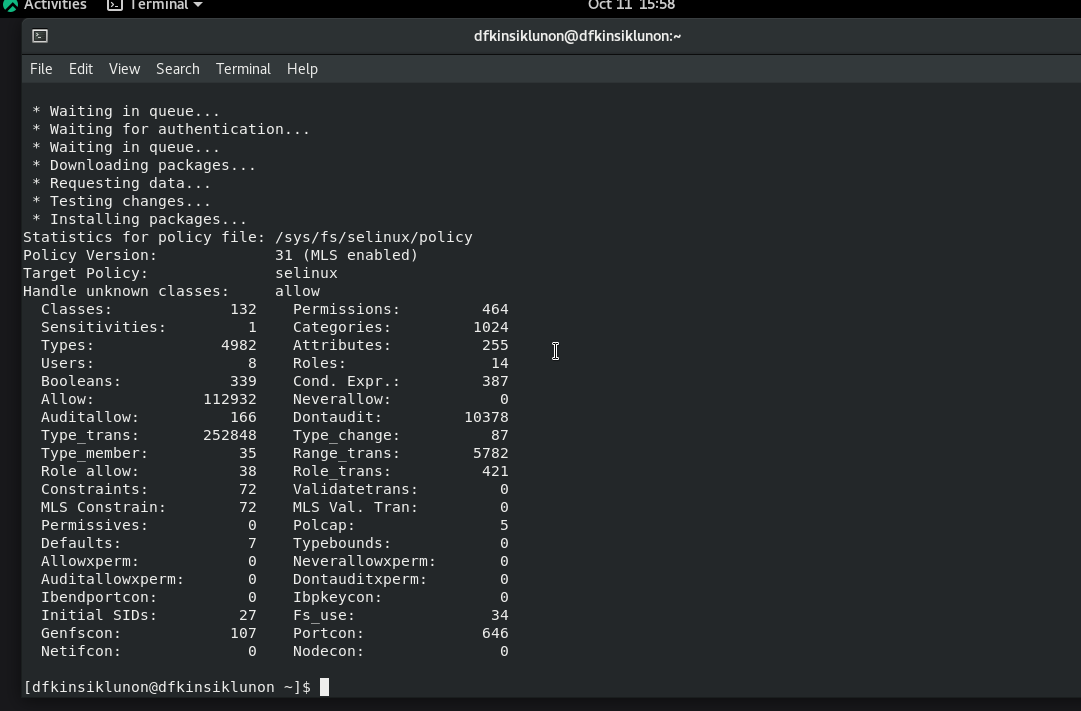 Activities Terminal Oct 11 15:58
dfkinsiklunon@dfkinsiklunon:~
File Edit View Search Terminal Help
* Waiting in queue...
* Waiting for authentication...
* Waiting in queue...
* Downloading packages...
* Requesting data...
* Testing changes...
* Installing packages...
Statistics for policy file: /sys/fs/selinux/policy
Policy Version: 31 (MLS enabled)
Target Policy: selinux
Handle unknown classes: allow
Classes: 132 Permissions: 464
Sensitivities: 1 Categories: 1024
Types: 4982 Attributes: 255
Users: 8 Roles: 14
Booleans: 339 Cond. Expr.: 387
Allow: 112932 Neverallow: 0
Auditallow: 166 Dontaudit: 10378
Type_trans: 252848 Type_change: 87
Type_member: 35 Range_trans: 5782
Role allow: 38 Role_trans: 421
Constraints: 72 Validatetrans: 0
MLS Constrain: 72 MLS Val. Tran: 0
Permissives: 0 Polcap: 5
Defaults: 7 Typebounds: 0
Allowxperm: 0 Neverallowxperm: 0
Auditallowxperm: 0 Dontauditxperm: 0
Ibendportcon: 0 Ibpkeycon: 0
Initial SIDs: 27 Fs_use: 34
Genfscon: 107 Portcon: 646
Netifcon: 0 Nodecon: 0
[dfkinsiklunon@dfkinsiklunon ~]$